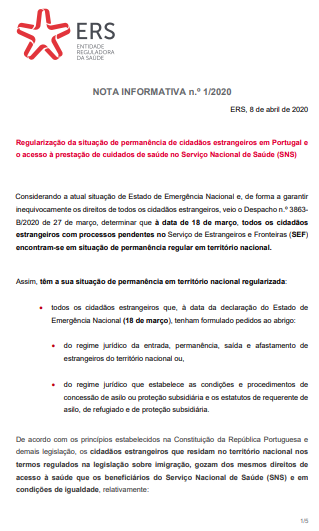 ERS
ENTIDADE
REGULADORA
DA SAÚDE
NOTA INFORMATIVA n.º 1/2020
ERS, 8 de abril de 2020
Regularização da situação de permanência de cidadãos estrangeiros em Portugal e
o acesso à prestação de cuidados de saúde no Serviço Nacional de Saúde (SNS)
Considerando a atual situação de Estado de Emergência Nacional e, de forma a garantir
inequivocamente os direitos de todos os cidadãos estrangeiros, veio o Despacho n.º 3863-
B/2020 de 27 de março, determinar que à data de 18 de março, todos os cidadãos
estrangeiros com processos pendentes no Serviço de Estrangeiros e Fronteiras (SEF)
encontram-se em situação de permanência regular em território nacional.
Assim, têm a sua situação de permanência em território nacional regularizada:
• todos os cidadãos estrangeiros que, à data da declaração do Estado de
Emergência Nacional (18 de março), tenham formulado pedidos ao abrigo:
• do regime jurídico da entrada, permanência, saída e afastamento de
estrangeiros do território nacional ou,
• do regime jurídico que estabelece as condições e procedimentos de
concessão de asilo ou proteção subsidiária e os estatutos de requerente de
asilo, de refugiado e de proteção subsidiária.
De acordo com os princípios estabelecidos na Constituição da República Portuguesa e
demais legislação, os cidadãos estrangeiros que residam no território nacional nos
termos regulados na legislação sobre imigração, gozam dos mesmos direitos de
acesso à saúde que os beneficiários do Serviço Nacional de Saúde (SNS) e em
condições de igualdade, relativamente:
1/5